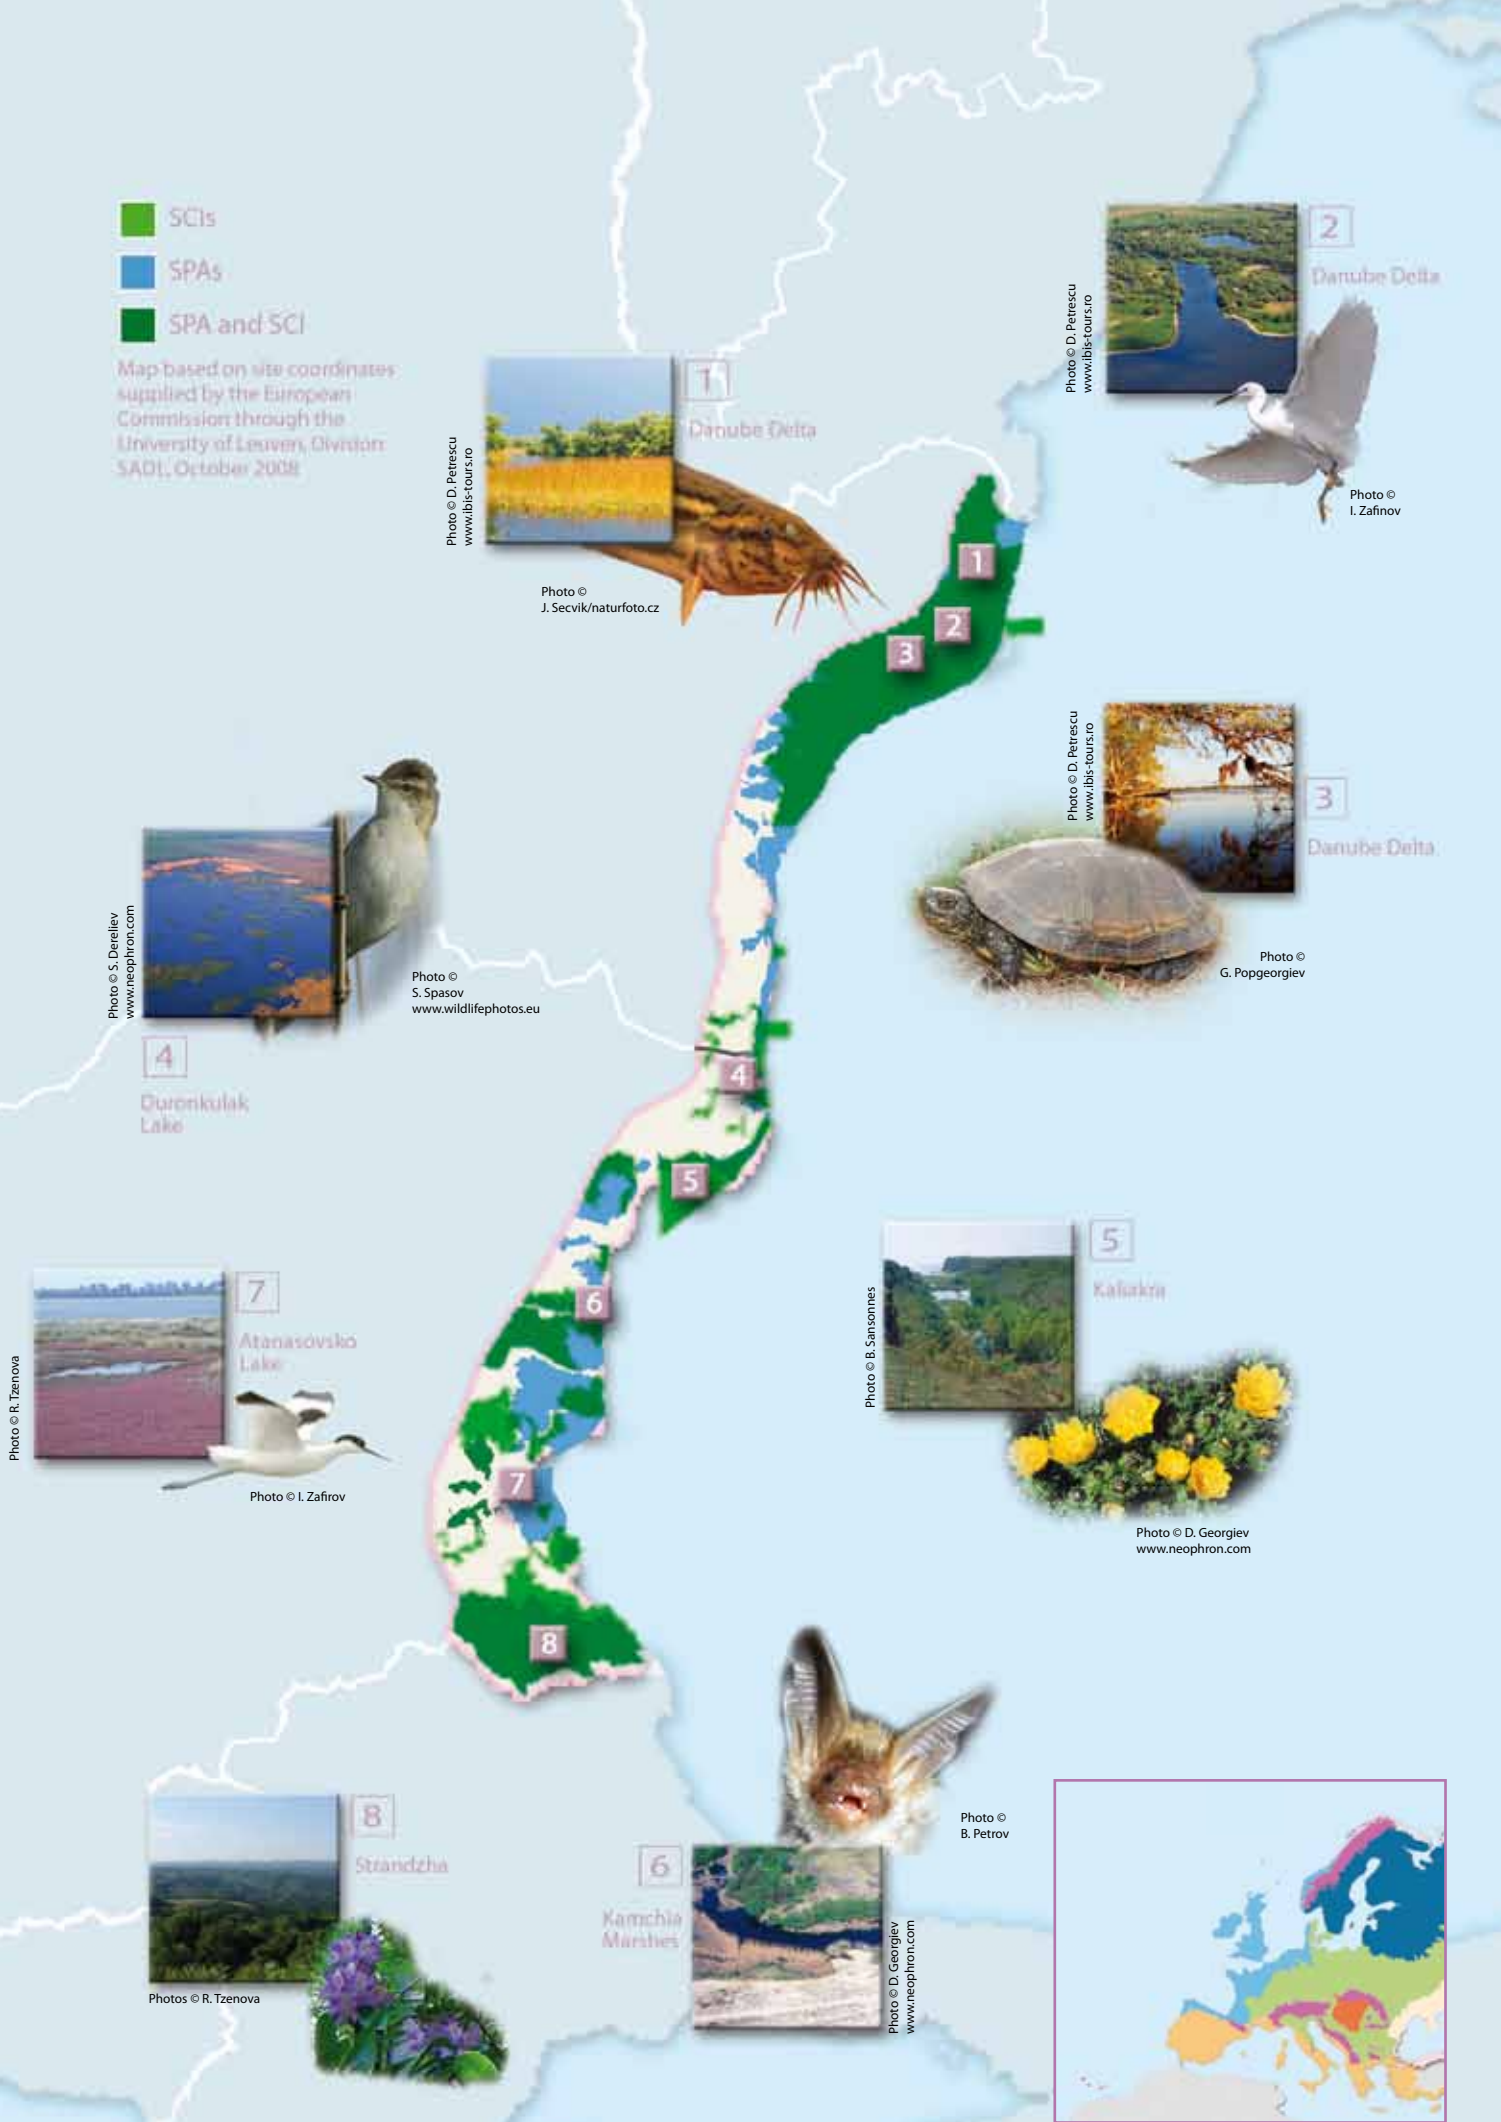 SCIs
SPAs
SPA and SCI
Map based on site coordinates
supplied by the European
Commission through the
University of Leuven, Division
SADL, October 2008
1
Danube Delta
Photo © D. Petrescu
www.ibis-tours.ro
Photo ©
J. Secvik/naturfoto.cz
2
Danube Delta
Photo © D. Petrescu
www.ibis-tours.ro
Photo ©
I. Zafinov
1
2
3
3
Danube Delta
Photo © D. Petrescu
www.ibis-tours.ro
Photo ©
G. Popgeorgiev
Photo © S. Dereliev
www.neophron.com
Photo ©
S. Spasov
www.wildlifephotos.eu
4
Duronkulak
Lake
4
5
6
7
8
5
Kaliakra
Photo © B. Sansonnes
Photo © D. Georgiev
www.neophron.com
7
Atanasovsko
Lake
Photo © R. Tzenova
Photo © I. Zafirov
8
Strandzha
Photos © R. Tzenova
6
Kamchia
Marshes
Photo ©
B. Petrov
Photo © D. Georgiev
www.neophron.com